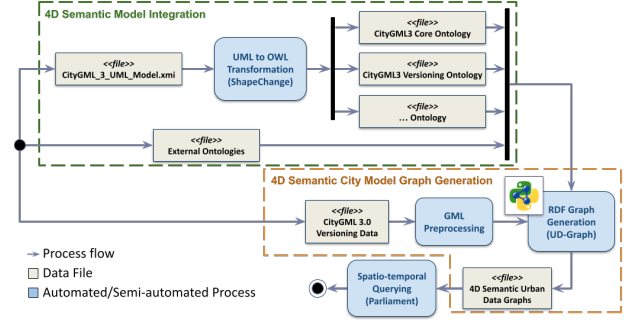 4D Semantic Model Integration
<<file>>
CityGML_3_UML_Model.xmi
UML to OWL
Transformation
(ShapeChange)
<<file>>
CityGML3 Core Ontology
<<file>>
CityGML3 Versioning Ontology
<<file>>
... Ontology
<<file>>
External Ontologies
4D Semantic City Model Graph Generation
<<file>>
CityGML 3.0
Versioning Data
GML
Preprocessing
RDF Graph
Generation
(UD-Graph)
<<file>>
4D Semantic Urban
Data Graphs
Spatio-temporal
Querying
(Parliament)
Process flow
Data File
Automated/Semi-automated Process